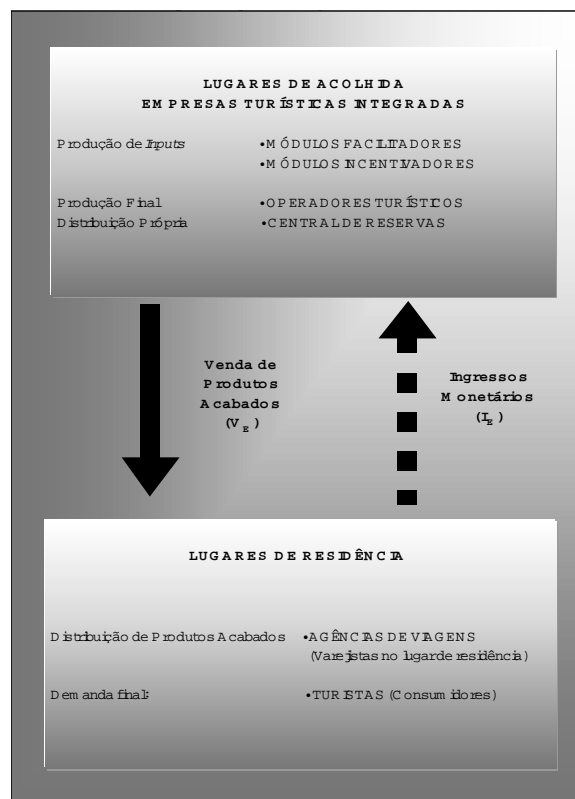 LUGARES DE ACOLHIDA
EMPRESAS TURÍSTICAS INTEGRADAS
Produção de Inputs •MÓDULOS FACILITADORES
•MÓDULOS INCENTIVADORES
Produção Final •OPERADORES TURÍSTICOS
Distribuição Própria •CENTRAL DE RESERVAS
Venda de
Produtos
Acabados
(VE)
Ingressos
Monetários
(IE)
LUGARES DE RESIDÊNCIA
Distribuição de Produtos Acabados •AGÊNCIAS DE VIAGENS
(Varejistas no lugar de residência)
Demanda final: •TURISTAS (Consumidores)